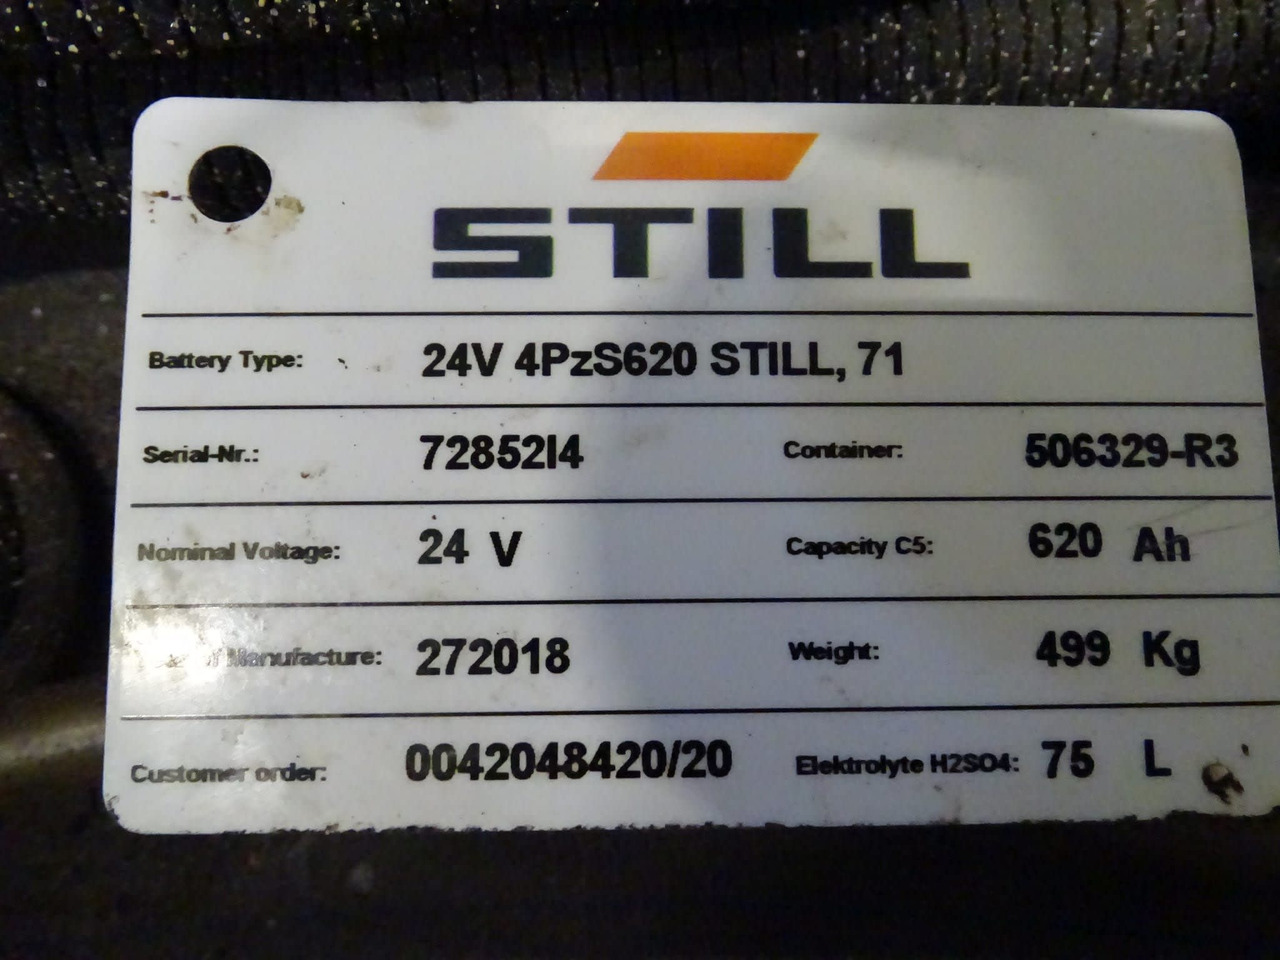 STILL
Battery Type: 24V 4PzS620 STILL, 71
Serial-Nr.: 72852I4 Container: 506329-R3
Nominal Voltage: 24 V Capacity C5: 620 Ah
Manufacture: 272018 Weight: 499 Kg
Customer order: 0042048420/20 Elektrolyte H2SO4: 75 L